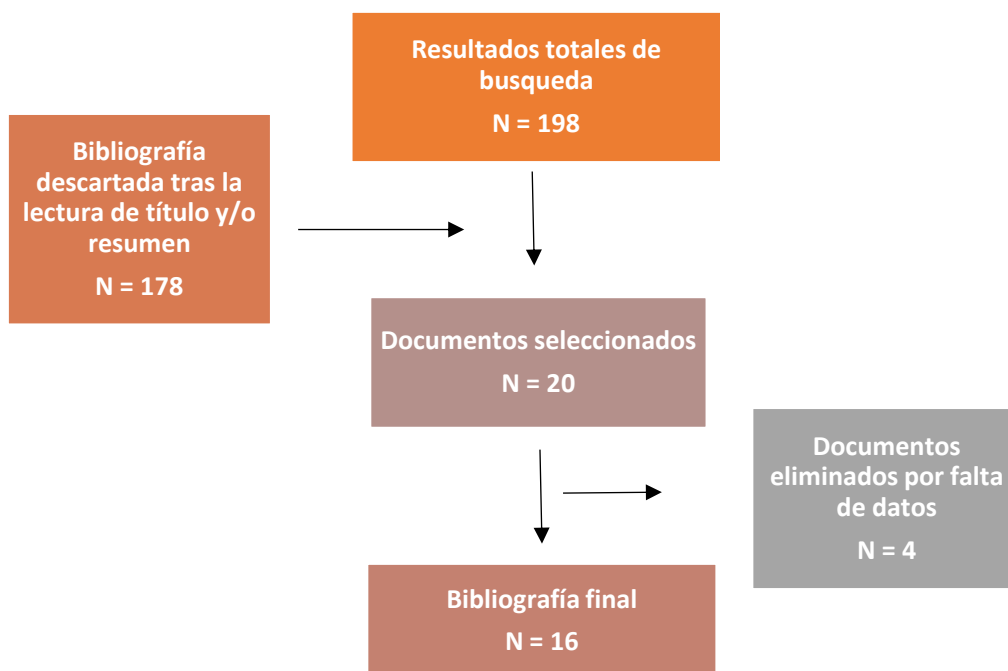 Resultados totales de
busqueda
N = 198
Bibliografía
descartada tras la
lectura de título y/o
resumen
N = 178
Documentos seleccionados
N = 20
Documentos
eliminados por falta
de datos
N = 4
Bibliografía final
N = 16